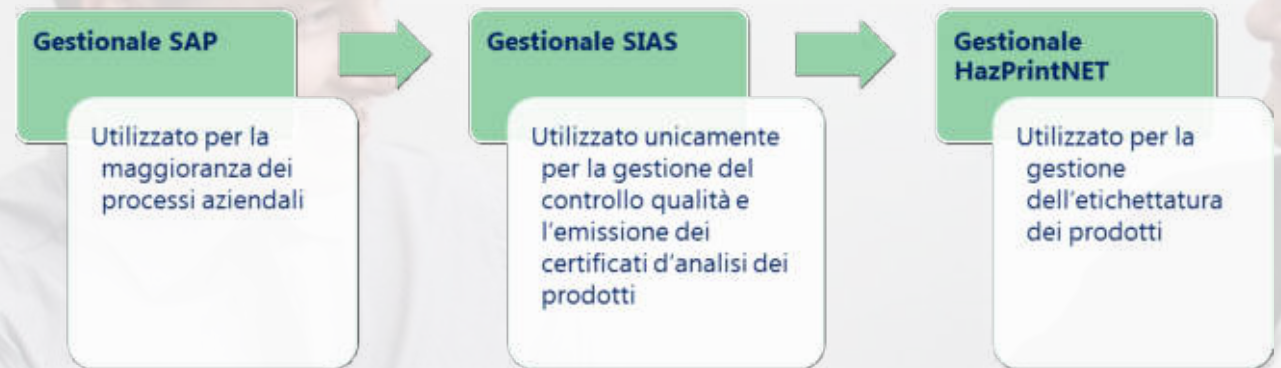 Gestionale SAP
Utilizzato per la
maggioranza dei
processi aziendali
Gestionale SIAS
Utilizzato unicamente
per la gestione del
controllo qualità e
l'emissione dei
certificati d'analisi dei
prodotti
Gestionale
HazPrintNET
Utilizzato per la
gestione
dell'etichettatura
dei prodotti